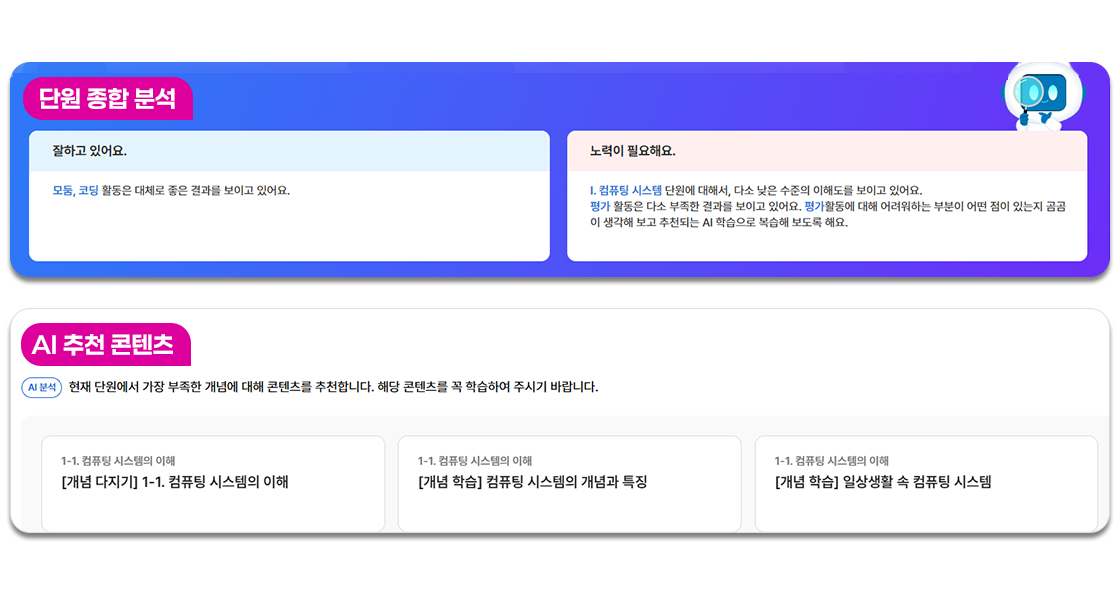 단원 종합 분석
잘하고 있어요.
모둠, 코딩 활동은 대체로 좋은 결과를 보이고 있어요.
노력이 필요해요.
I. 컴퓨팅 시스템 단원에 대해서, 다소 낮은 수준의 이해도를 보이고 있어요.
평가 활동은 다소 부족한 결과를 보이고 있어요. 평가활동에 대해 어려워하는 부분이 어떤 점이 있는지 곰곰
이 생각해 보고 추천되는 AI 학습으로 복습해 보도록 해요.
AI 추천 콘텐츠
AI 분석 현재 단원에서 가장 부족한 개념에 대해 콘텐츠를 추천합니다. 해당 콘텐츠를 꼭 학습하여 주시기 바랍니다.
1-1. 컴퓨팅 시스템의 이해
[개념 다지기] 1-1. 컴퓨팅 시스템의 이해
1-1. 컴퓨팅 시스템의 이해
[개념 학습] 컴퓨팅 시스템의 개념과 특징
1-1. 컴퓨팅 시스템의 이해
[개념 학습] 일상생활 속 컴퓨팅 시스템